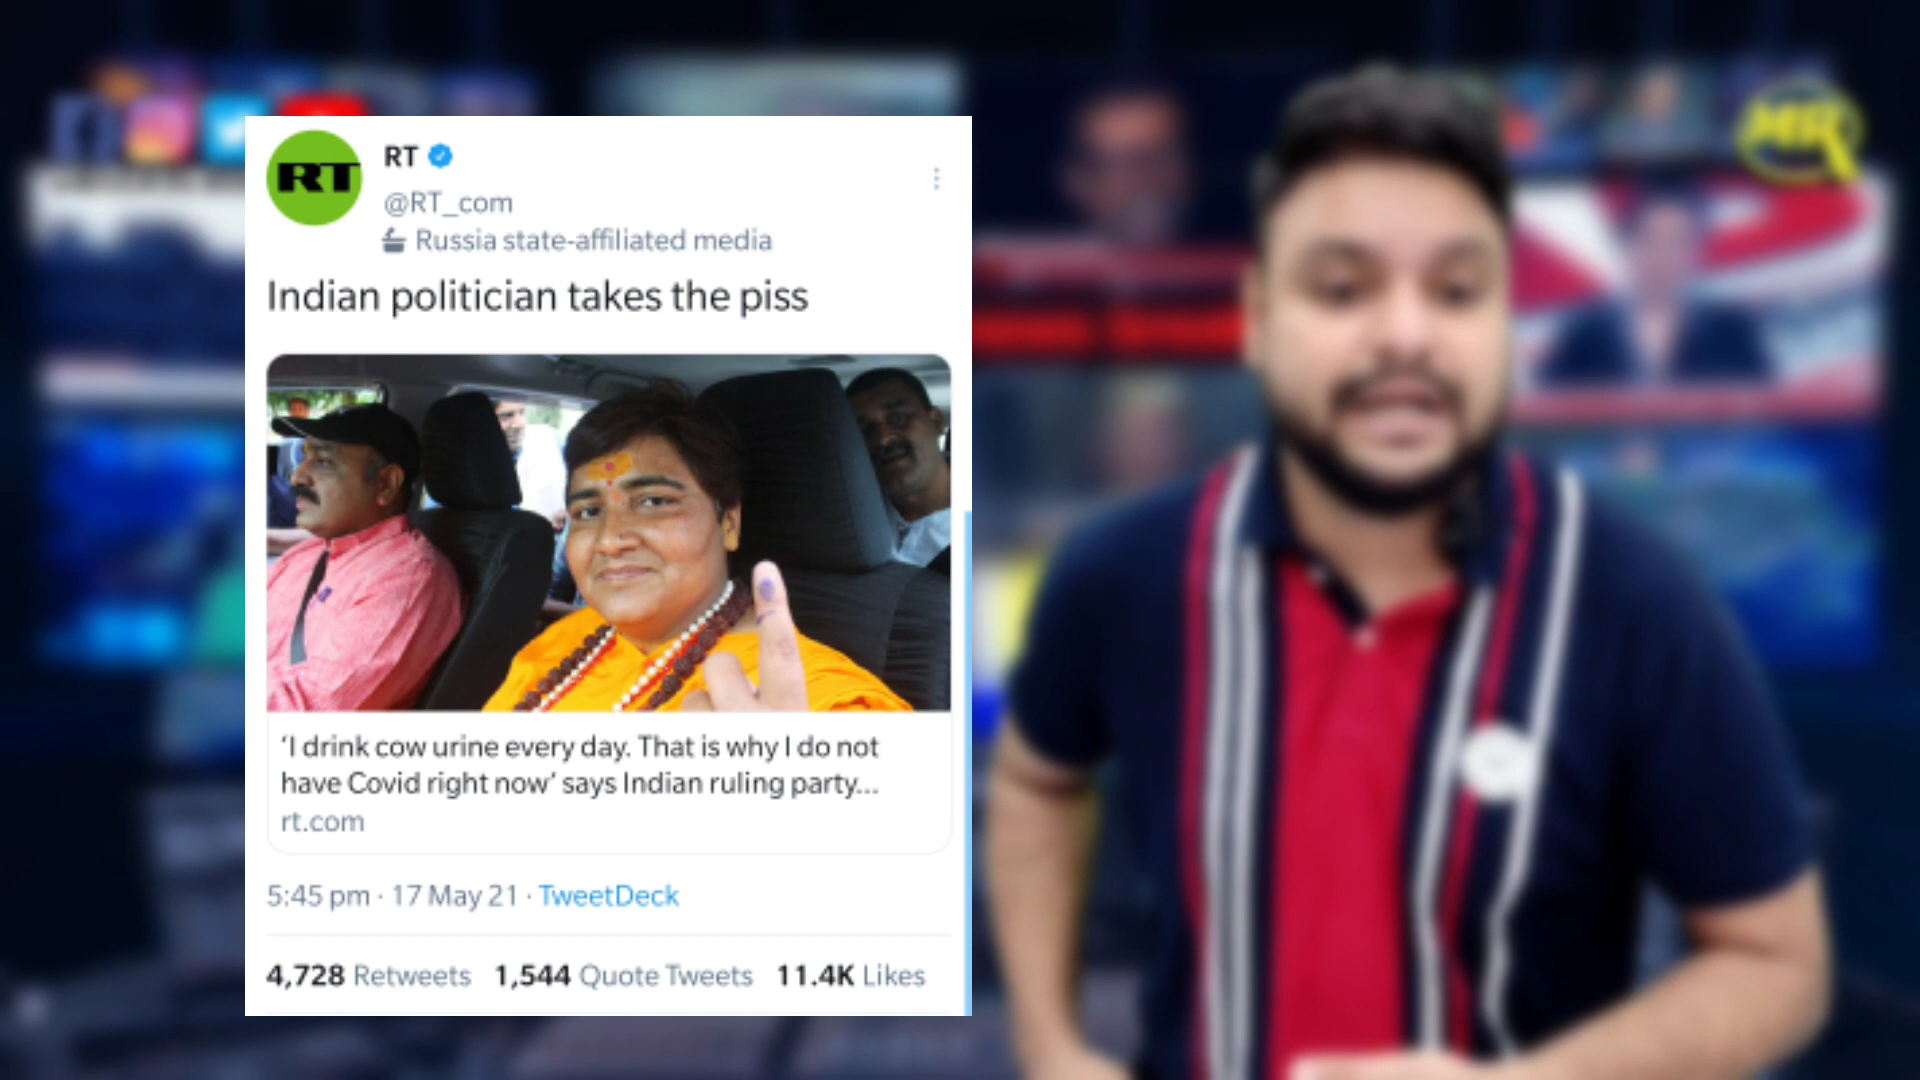 RT
RT
@RT_com
Russia state-affiliated media
Indian politician takes the piss
‘I drink cow urine every day. That is why I do not
have Covid right now’ says Indian ruling party...
rt.com
5:45 pm · 17 May 21 · TweetDeck
4,728 Retweets 1,544 Quote Tweets 11.4K Likes